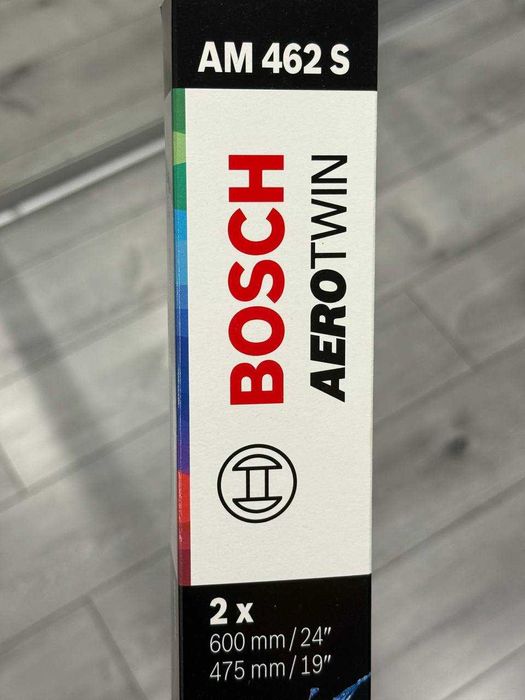 AM 462 S
BOSCH
AEROTWIN
2 x
600 mm/24"
475 mm/19"